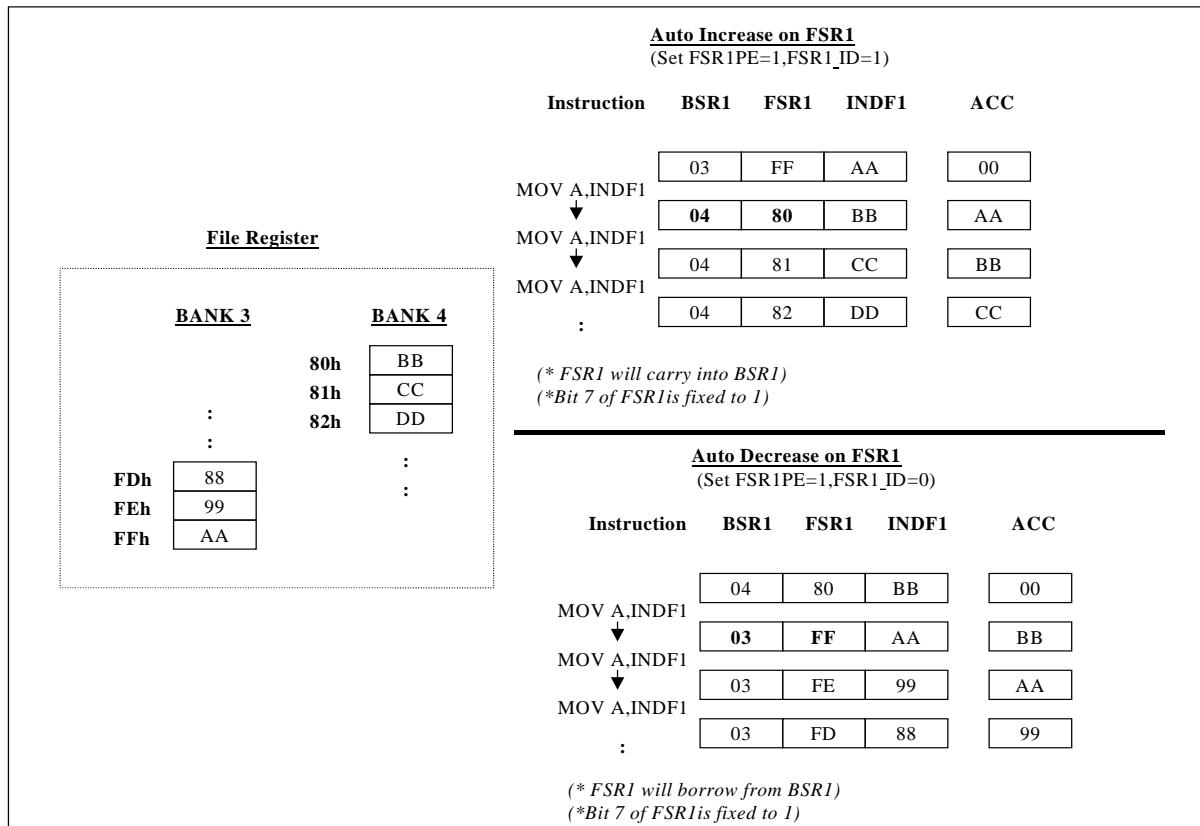 File Register
BANK 3
BANK 4
80h BB
81h CC
82h DD
:
:
:
:
FDh 88
FEh 99
FFh AA
Auto Increase on FSR1
(Set FSR1PE=1,FSR1_ID=1)
Instruction BSR1 FSR1 INDF1 ACC
03 FF AA 00
MOV A,INDF1
04 80 BB AA
MOV A,INDF1
04 81 CC BB
MOV A,INDF1
04 82 DD CC
:
(* FSR1 will carry into BSR1)
(*Bit 7 of FSR1is fixed to 1)
Auto Decrease on FSR1
(Set FSR1PE=1,FSR1_ID=0)
Instruction BSR1 FSR1 INDF1 ACC
04 80 BB 00
MOV A,INDF1
03 FF AA BB
MOV A,INDF1
03 FE 99 AA
MOV A,INDF1
03 FD 88 99
:
(* FSR1 will borrow from BSR1)
(*Bit 7 of FSR1is fixed to 1)